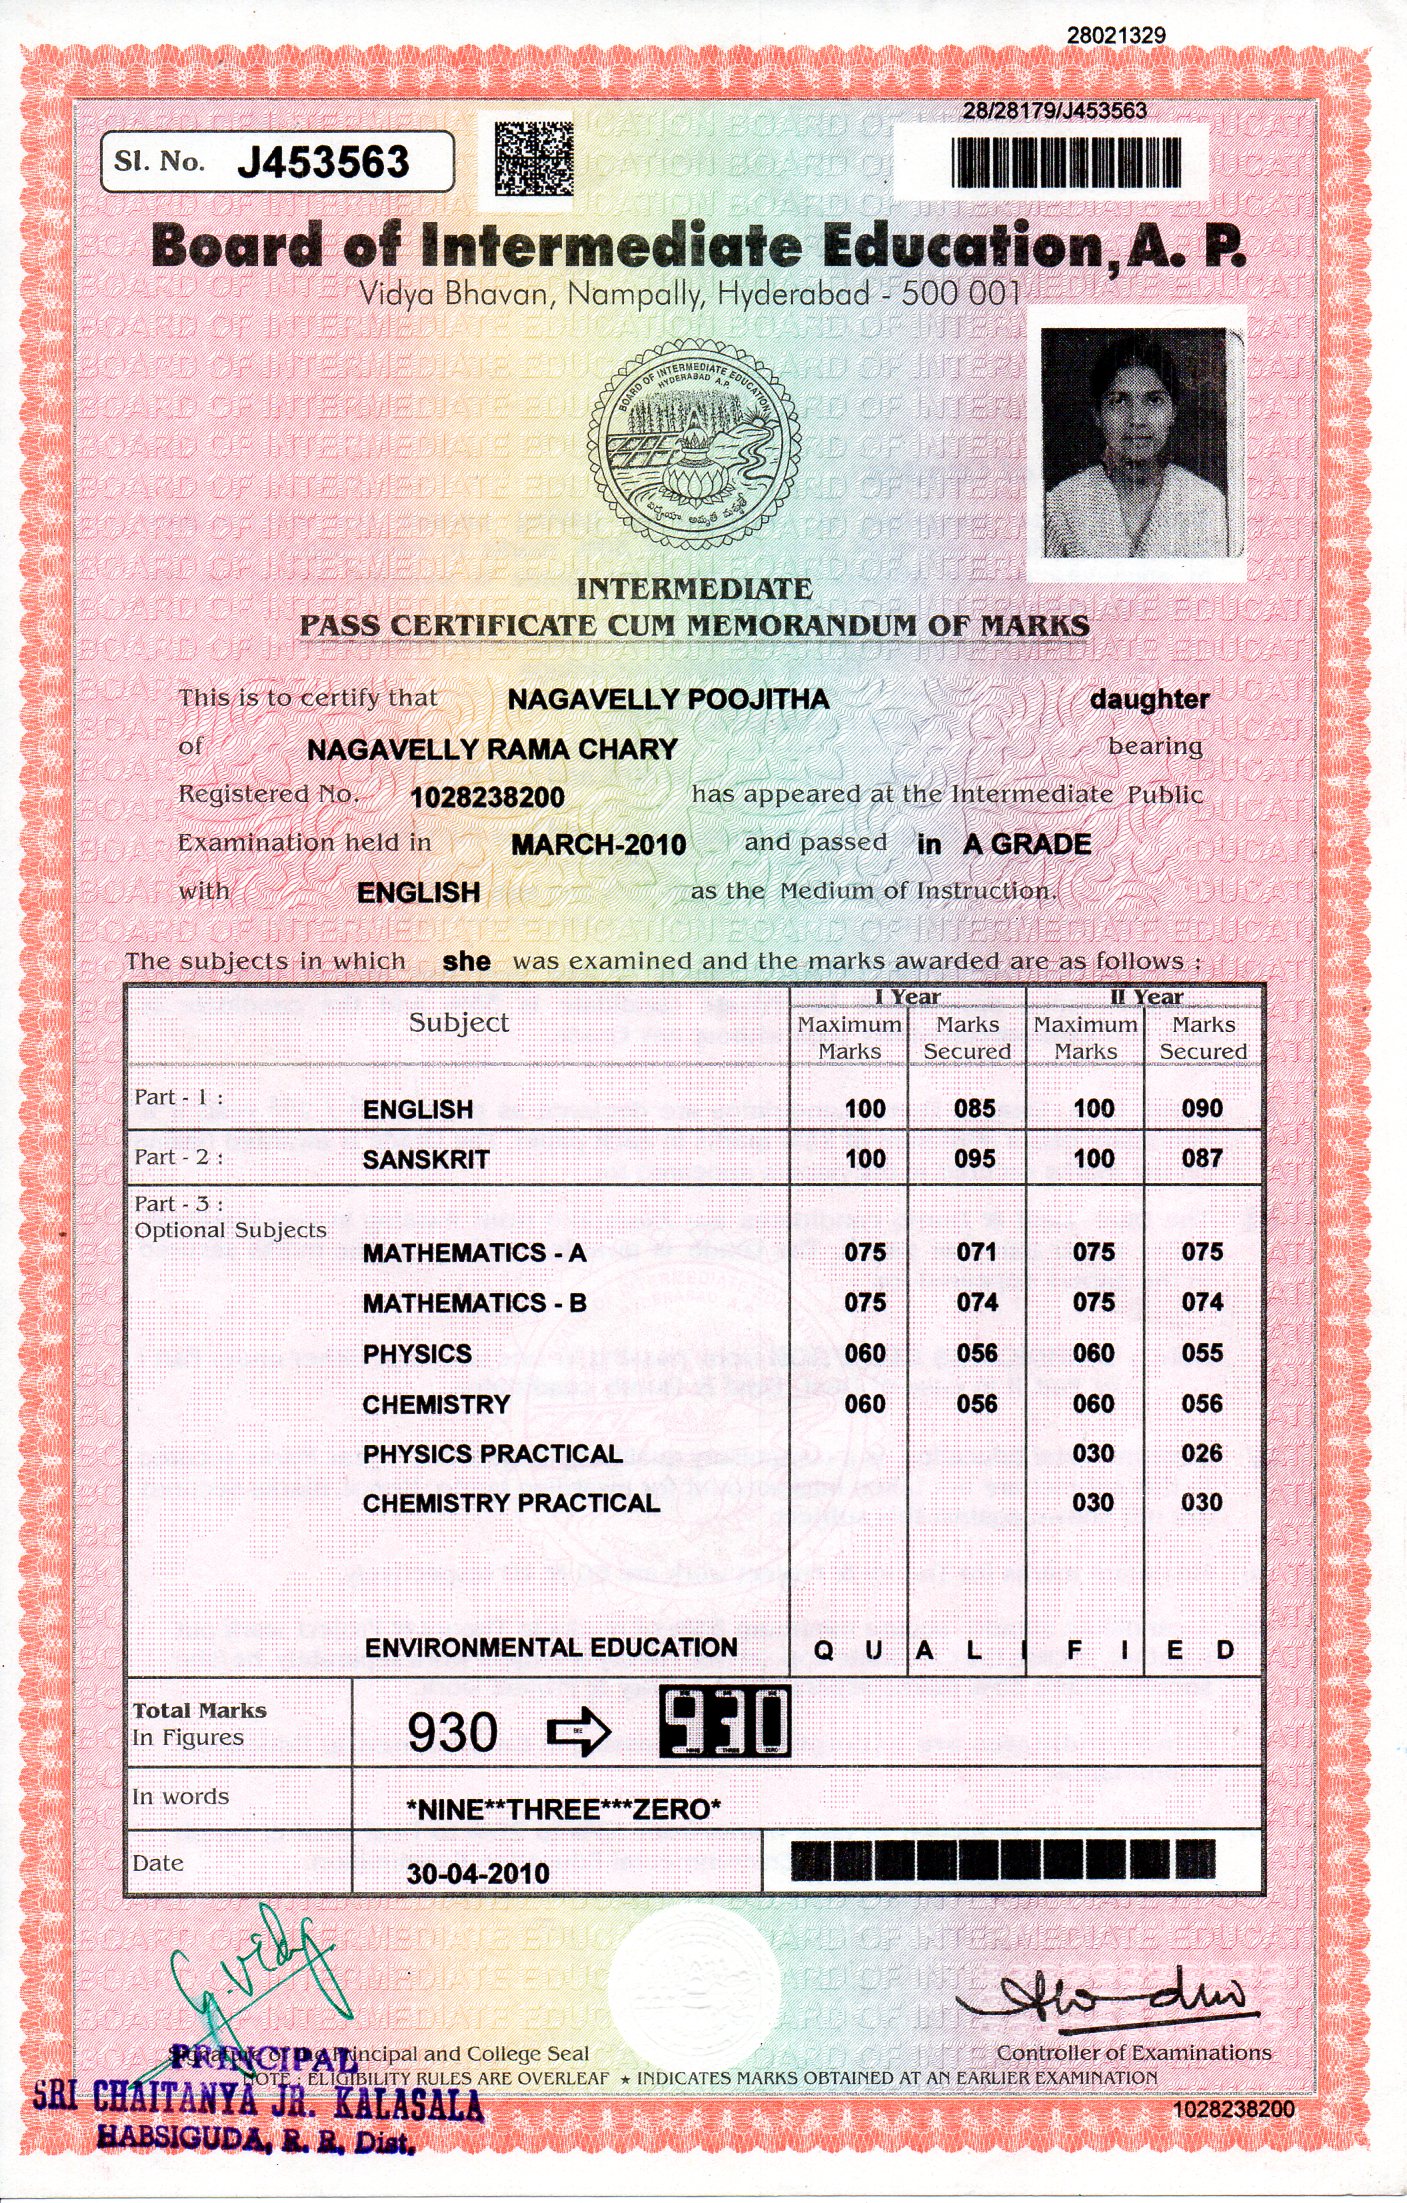 28021329
28/28179/J453563
Sl. No. J453563
Board of Intermediate Education, A. P.
Vidya Bhavan, Nampally, Hyderabad - 500 001
BOARD OF INTERMEDIATE EDUCATION
HYDERABAD A.P.
INTERMEDIATE
PASS CERTIFICATE CUM MEMORANDUM OF MARKS
This is to certify that NAGAVELLY POOJITHA daughter
of NAGAVELLY RAMA CHARY bearing
Registered No. 1028238200 has appeared at the Intermediate Public
Examination held in MARCH-2010 and passed in A GRADE
with ENGLISH as the Medium of Instruction.
The subjects in which she was examined and the marks awarded are as follows :
Subject I Year II Year
Maximum Marks Marks Secured Maximum Marks Marks Secured
Part - 1 : ENGLISH 100 085 100 090
Part - 2 : SANSKRIT 100 095 100 087
Part - 3 :
Optional Subjects
MATHEMATICS - A 075 071 075 075
MATHEMATICS - B 075 074 075 074
PHYSICS 060 056 060 055
CHEMISTRY 060 056 060 056
PHYSICS PRACTICAL 030 026
CHEMISTRY PRACTICAL 030 030
ENVIRONMENTAL EDUCATION Q U A L I F I E D
Total Marks
In Figures 930 930
In words *NINE**THREE***ZERO*
Date 30-04-2010
G. Vidy
Signature of the Principal and College Seal
Controller of Examinations
PRINCIPAL
NOTE : ELIGIBILITY RULES ARE OVERLEAF ★ INDICATES MARKS OBTAINED AT AN EARLIER EXAMINATION
SRI CHAITANYA JR. KALASALA
HABSIGUDA, R. R. Dist.
1028238200